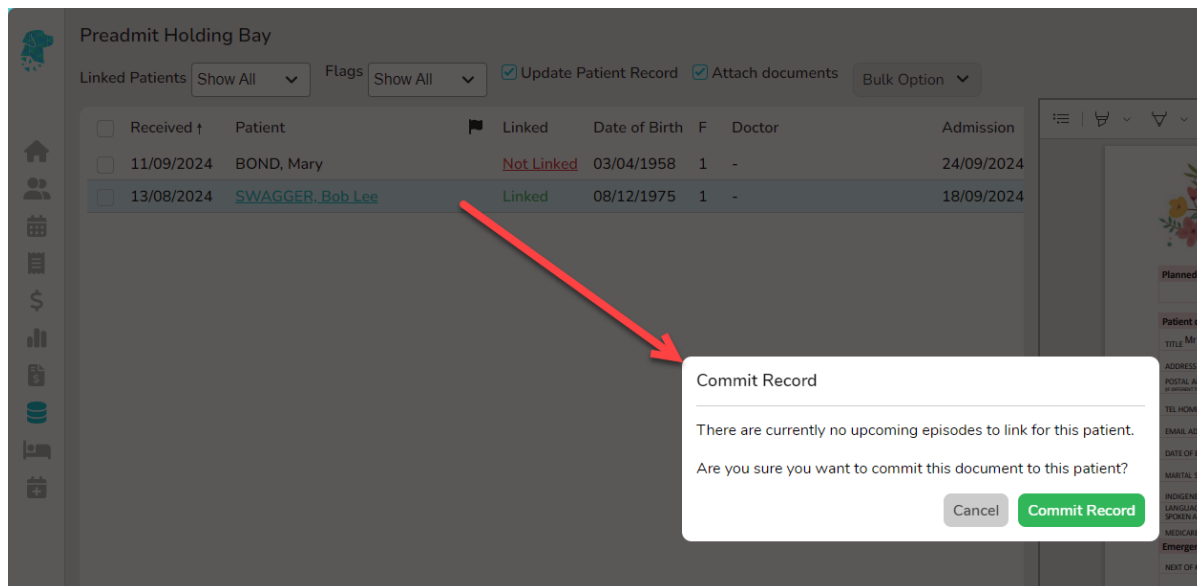 Preadmit Holding Bay
Linked Patients Show All Flags Show All Update Patient Record Attach documents Bulk Option
Received ↑ Patient Linked Date of Birth F Doctor Admission
11/09/2024 BOND, Mary Not Linked 03/04/1958 1 - 24/09/2024
13/08/2024 SWAGGER, Bob Lee Linked 08/12/1975 1 - 18/09/2024
Planned
Patient
TITLE Mr
ADDRESS
POSTAL
TEL HOM
EMAIL AD
DATE OF
MARITAL
INDIGEN
LANGUAG
SPOKEN A
MEDICARE
Emergen
NEXT OF
Commit Record
There are currently no upcoming episodes to link for this patient.
Are you sure you want to commit this document to this patient?
Cancel Commit Record